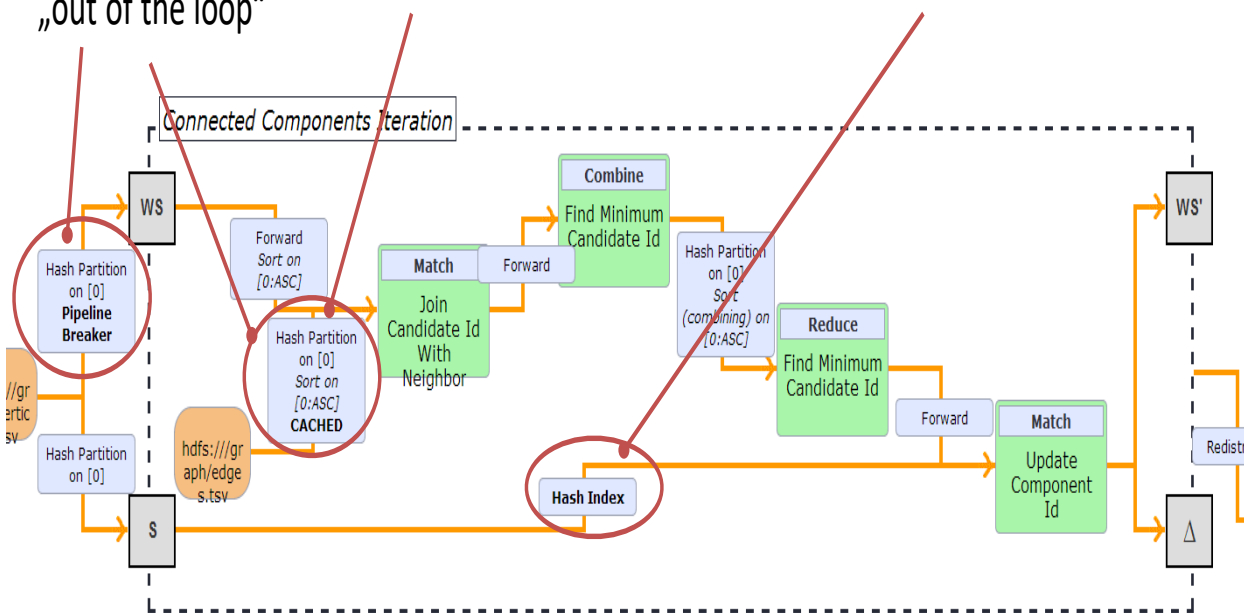 „out of the loop“
Connected Components Iteration
WS
Hash Partition
on [0]
Pipeline
Breaker
Hash Partition
on [0]
S
Forward
Sort on
[0:ASC]
Hash Partition
on [0]
Sort on
[0:ASC]
CACHED
hdfs:///gr
aph/edge
s.tsv
Match
Join
Candidate Id
With
Neighbor
Forward
Combine
Find Minimum
Candidate Id
Hash Partition
on [0]
Sort
(combining) on
[0:ASC]
Reduce
Find Minimum
Candidate Id
Hash Index
Forward
Match
Update
Component
Id
WS'
Δ